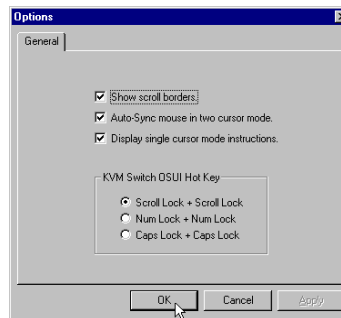 Options
General
Show scroll borders.
Auto-Sync mouse in two cursor mode.
Display single cursor mode instructions.
KVM Switch OSUI Hot Key
Scroll Lock + Scroll Lock
Num Lock + Num Lock
Caps Lock + Caps Lock
OK Cancel Apply